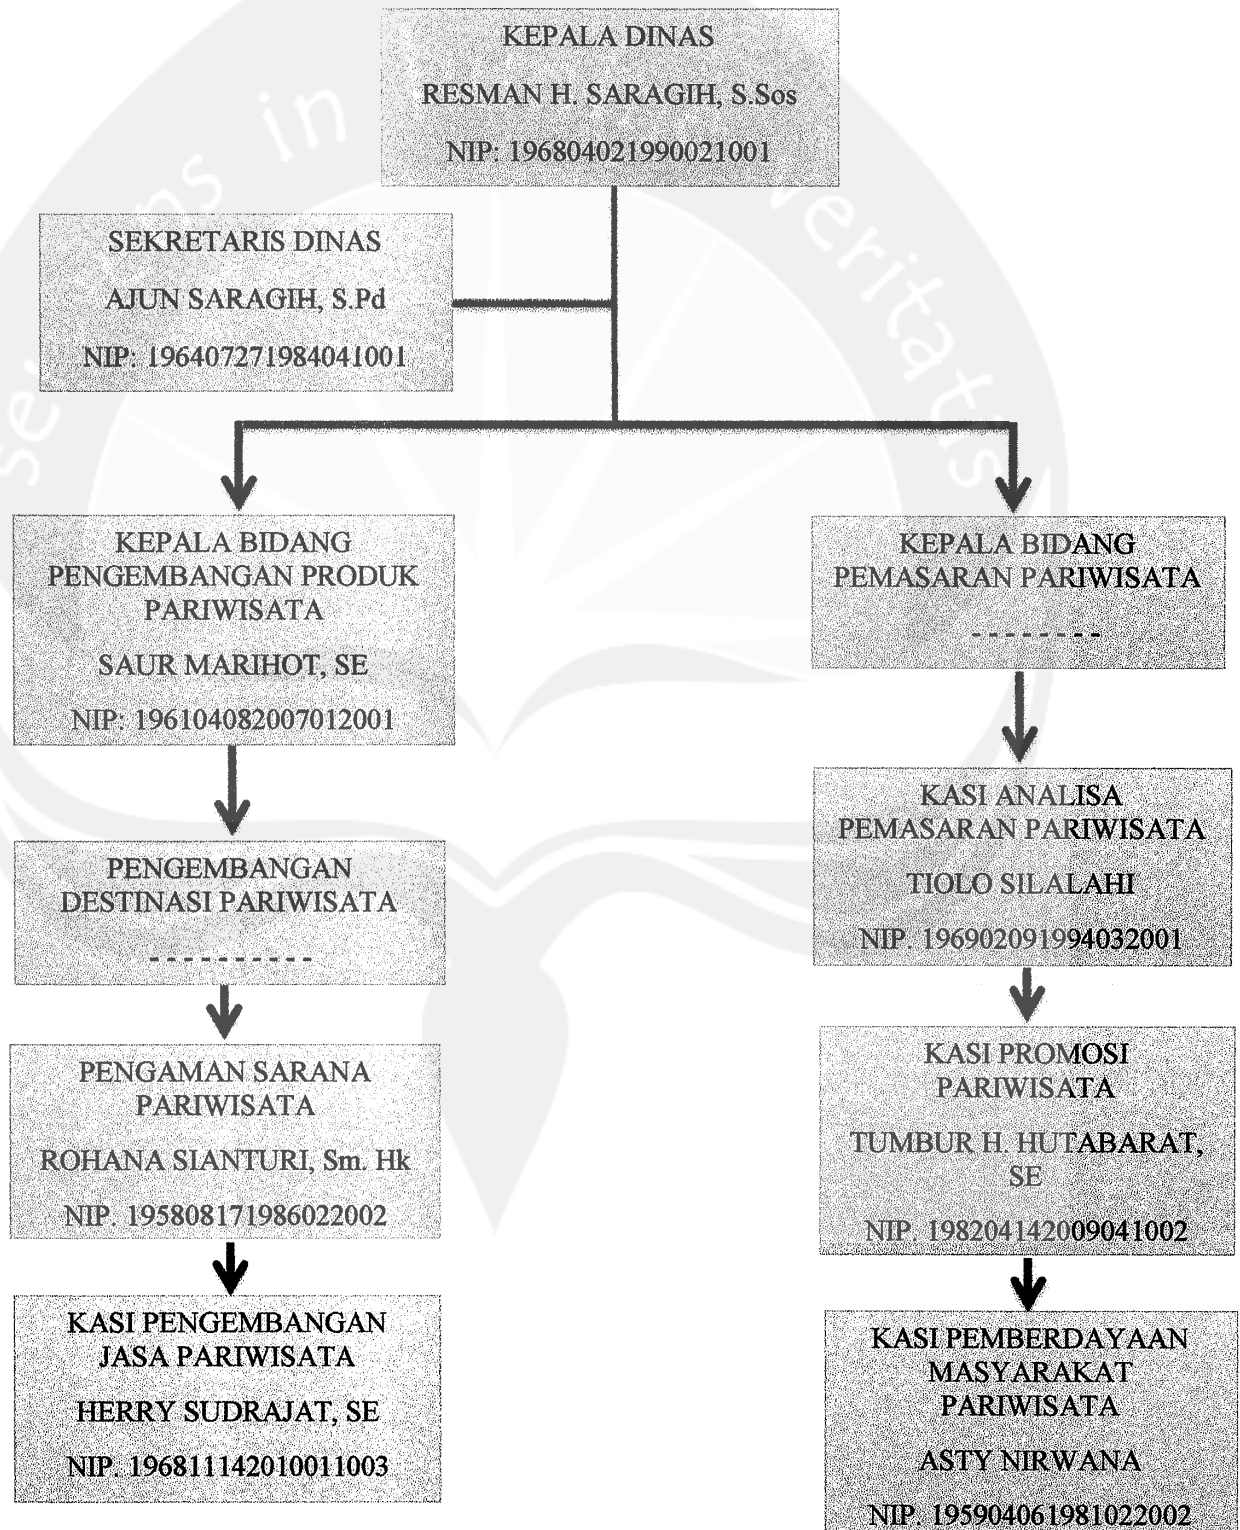 KEPALA DINAS
RESMAN H. SARAGIH, S.Sos
NIP: 196804021990021001
SEKRETARIS DINAS
AJUN SARAGIH, S.Pd
NIP: 196407271984041001
KEPALA BIDANG
PENGEMBANGAN PRODUK
PARIWISATA
SAUR MARIHOT, SE
NIP: 196104082007012001
PENGEMBANGAN
DESTINASI PARIWISATA
-----------
PENGAMAN SARANA
PARIWISATA
ROHANA SIANTURI, Sm. Hk
NIP. 195808171986022002
KASI PENGEMBANGAN
JASA PARIWISATA
HERRY SUDRAJAT, SE
NIP. 196811142010011003
KEPALA BIDANG
PEMASARAN PARIWISATA
--------
KASI ANALISA
PEMASARAN PARIWISATA
TIOLO SILALAHI
NIP. 196902091994032001
KASI PROMOSI
PARIWISATA
TUMBUR H. HUTABARAT,
SE
NIP. 198204142009041002
KASI PEMBERDAYAAN
MASYARAKAT
PARIWISATA
ASTY NIRWANA
NIP. 195904061981022002
in
veritatis